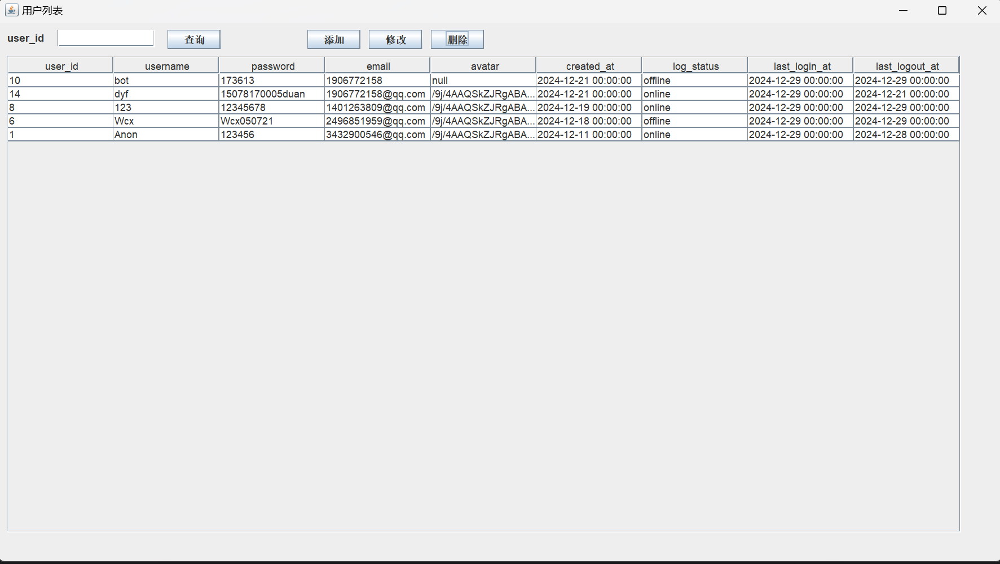 用户列表
user_id 查询 添加 修改 删除
user_id username password email avatar created_at log_status last_login_at last_logout_at
10 bot 173613 1906772158 null 2024-12-21 00:00:00 offline 2024-12-29 00:00:00 2024-12-29 00:00:00
14 dyf 15078170005duan 1906772158@qq.com /9j/4AAQSkZJRgABA... 2024-12-21 00:00:00 online 2024-12-29 00:00:00 2024-12-21 00:00:00
8 123 12345678 1401263809@qq.com /9j/4AAQSkZJRgABA... 2024-12-19 00:00:00 online 2024-12-29 00:00:00 2024-12-29 00:00:00
6 Wcx Wcx050721 2496851959@qq.com /9j/4AAQSkZJRgABA... 2024-12-18 00:00:00 offline 2024-12-29 00:00:00 2024-12-29 00:00:00
1 Anon 123456 3432900546@qq.com /9j/4AAQSkZJRgABA... 2024-12-11 00:00:00 online 2024-12-29 00:00:00 2024-12-28 00:00:00